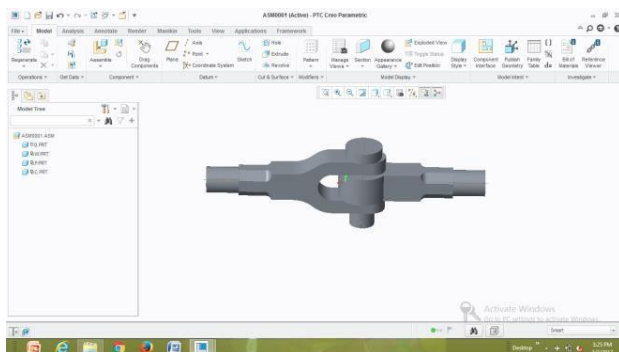 ASM0001 (Active) - PTC Creo Parametric
File Model Analysis Annotate Render Manikin Tools View Applications Framework
Regenerate
Assemble
Drag
Components
Plane
Axis
Point
Coordinate System
Sketch
Hole
Extrude
Revolve
Pattern
Manage
Views
Section
Appearance
Gallery
Exploded View
Toggle Status
Edit Position
Display
Style
Component
Interface
Publish
Geometry
Family
Table
Bill of
Materials
Reference
Viewer
Operations Get Data Component Datum Cut & Surface Modifiers Model Display Model Intent Investigate
Model Tree
ASM0001.ASM
Activate Windows
Go to PC settings to activate Windows.
Smart
Desktop
3:25 PM